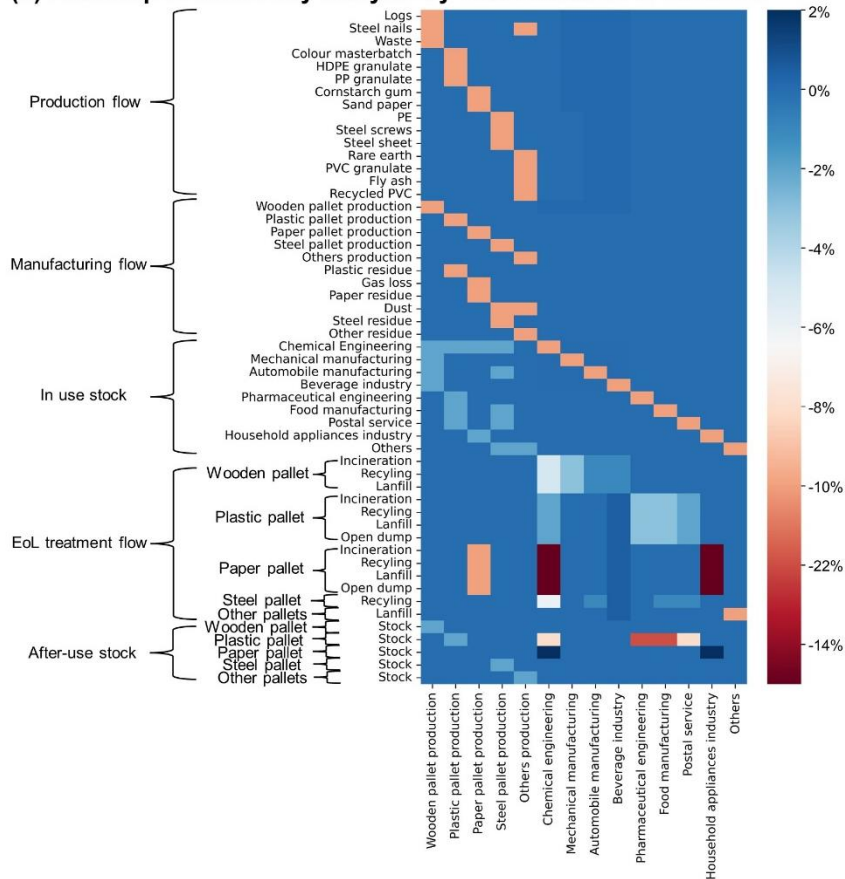 Logs
Steel nails
Waste
Colour masterbatch
HDPE granulate
PP granulate
Cornstarch gum
Sand paper
PE
Steel screws
Steel sheet
Rare earth
PVC granulate
Fly ash
Recycled PVC
Production flow
Wooden pallet production
Plastic pallet production
Paper pallet production
Steel pallet production
Others production
Plastic residue
Gas loss
Paper residue
Dust
Steel residue
Other residue
Manufacturing flow
Chemical Engineering
Mechanical manufacturing
Automobile manufacturing
Beverage industry
Pharmaceutical engineering
Food manufacturing
Postal service
Household appliances industry
Others
In use stock
EoL treatment flow
Wooden pallet
Incineration
Recyling
Lanfill
Plastic pallet
Incineration
Recyling
Lanfill
Open dump
Paper pallet
Incineration
Recyling
Lanfill
Open dump
Steel pallet
Recyling
Other pallets
Lanfill
After-use stock
Wooden pallet
Stock
Plastic pallet
Stock
Paper pallet
Stock
Steel pallet
Stock
Other pallets
Stock
Wooden pallet production
Plastic pallet production
Paper pallet production
Steel pallet production
Others production
Chemical engineering
Mechanical manufacturing
Automobile manufacturing
Beverage industry
Pharmaceutical engineering
Food manufacturing
Postal service
Household appliances industry
Others
2%
0%
-2%
-4%
-6%
-8%
-10%
-22%
-14%